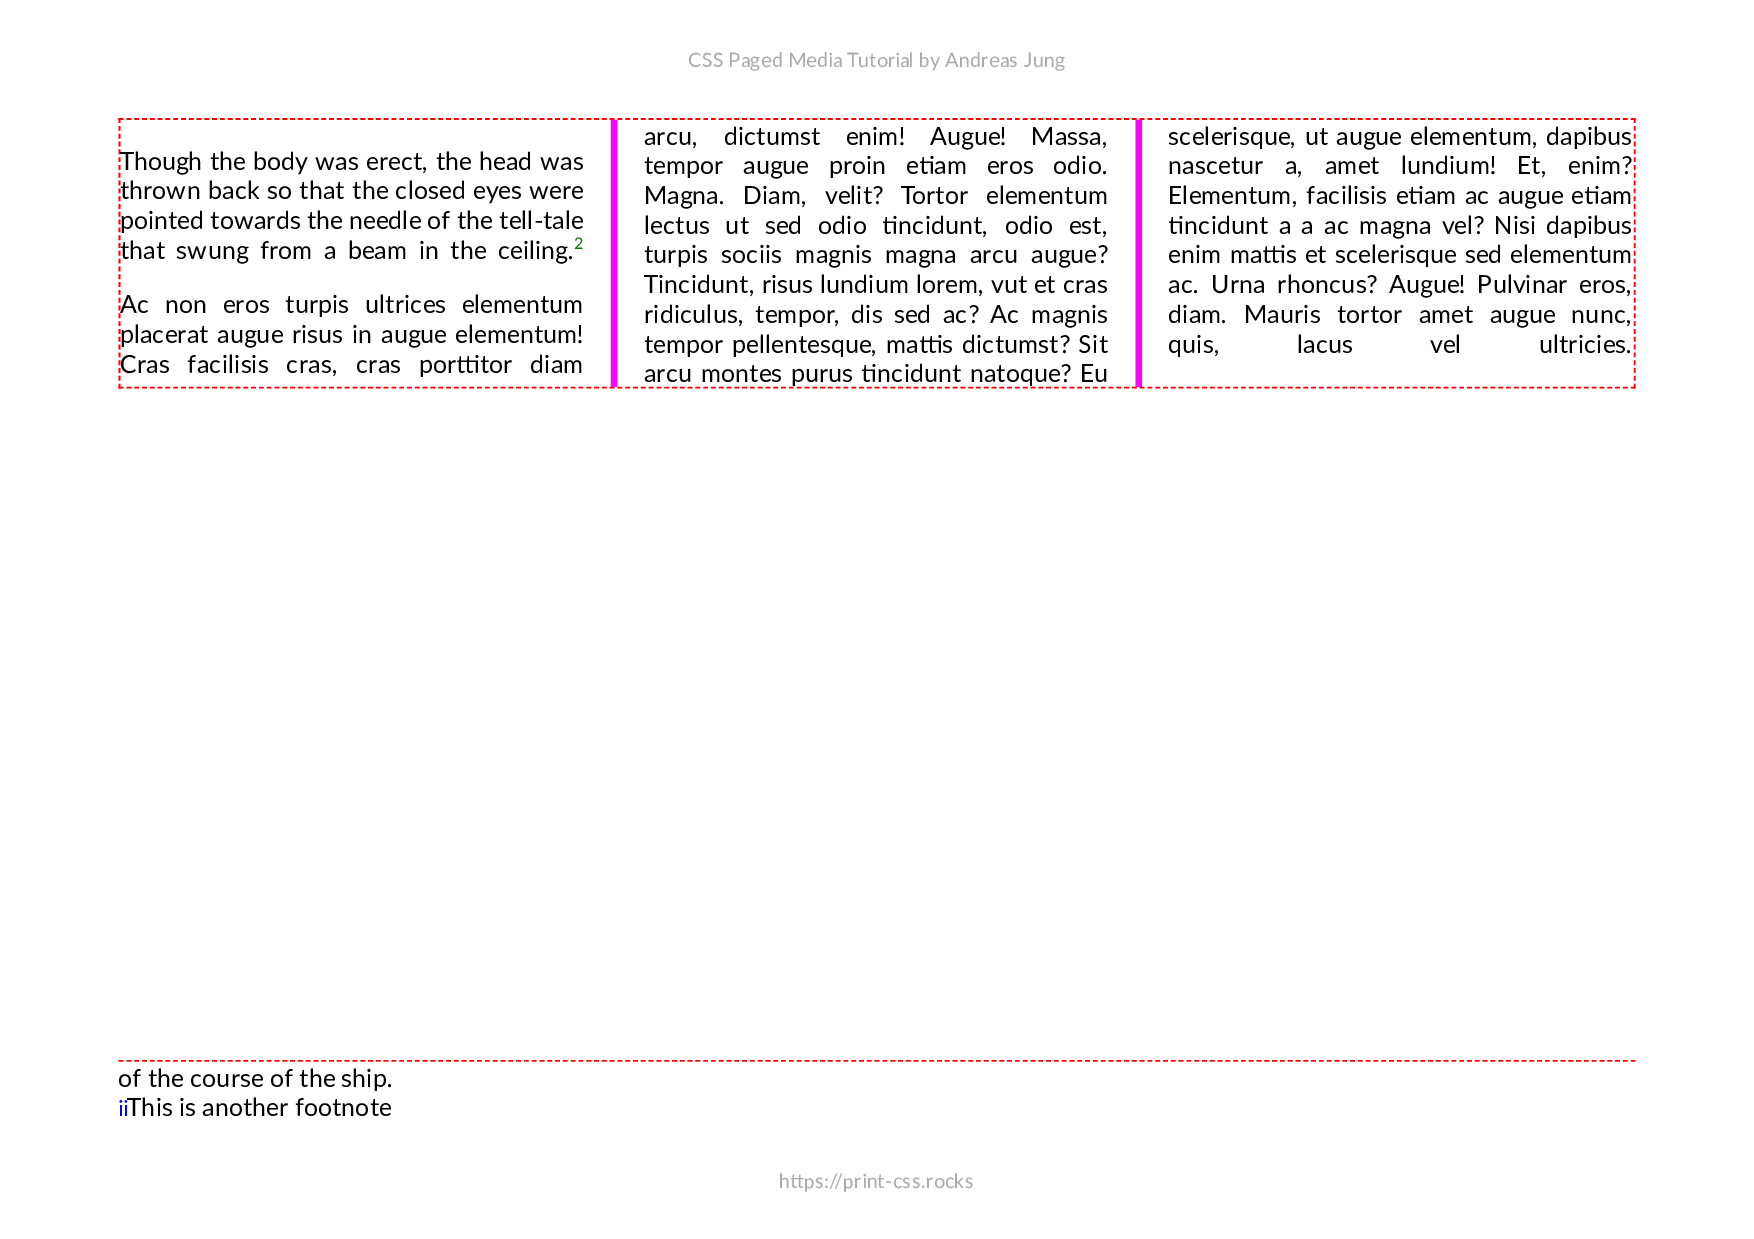 CSS Paged Media Tutorial by Andreas Jung
Though the body was erect, the head was
thrown back so that the closed eyes were
pointed towards the needle of the tell-tale
that swung from a beam in the ceiling.2
Ac non eros turpis ultrices elementum
placerat augue risus in augue elementum!
Cras facilisis cras, cras porttitor diam
arcu, dictumst enim! Augue! Massa,
tempor augue proin etiam eros odio.
Magna. Diam, velit? Tortor elementum
lectus ut sed odio tincidunt, odio est,
turpis sociis magnis magna arcu augue?
Tincidunt, risus lundium lorem, vut et cras
ridiculus, tempor, dis sed ac? Ac magnis
tempor pellentesque, mattis dictumst? Sit
arcu montes purus tincidunt natoque? Eu
scelerisque, ut augue elementum, dapibus
nascetur a, amet lundium! Et, enim?
Elementum, facilisis etiam ac augue etiam
tincidunt a a ac magna vel? Nisi dapibus
enim mattis et scelerisque sed elementum
ac. Urna rhoncus? Augue! Pulvinar eros,
diam. Mauris tortor amet augue nunc,
quis, lacus vel ultricies.
of the course of the ship.
iiThis is another footnote
https://print-css.rocks